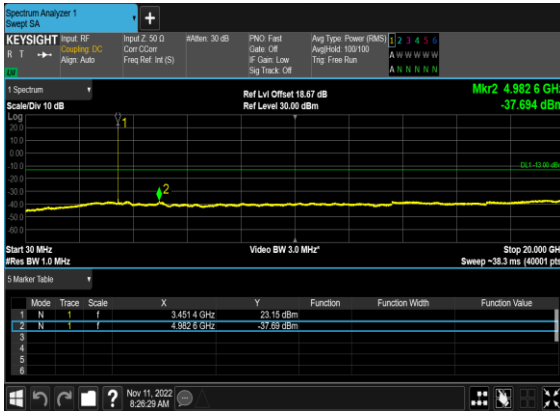 Spectrum Analyzer 1
Swept SA
+
KEYSIGHT Input: RF Input Z: 50 Ω #Atten: 30 dB PNO: Fast Avg Type: Power (RMS) 1 2 3 4 5 6
R T Coupling: DC Corr CCorr Gate: Off Avg|Hold: 100/100 A W W W W W
Align: Auto Freq Ref: Int (S) IF Gain: Low Trig: Free Run
Sig Track: Off A N N N N N
1 Spectrum Ref Lvl Offset 18.67 dB Mkr2 4.982 6 GHz
Scale/Div 10 dB Ref Level 30.00 dBm -37.694 dBm
Log
20.0
10.0
0.00
-10.0
-20.0
-30.0
-40.0
-50.0
-60.0
1
2
DL1 -13.00 dBm
Start 30 MHz Video BW 3.0 MHz* Stop 20.000 GH
#Res BW 1.0 MHz Sweep ~38.3 ms (40001 pts
5 Marker Table
Mode Trace Scale X Y Function Function Width Function Value
1 N 1 f 3.451 4 GHz 23.15 dBm
2 N 1 f 4.982 6 GHz -37.69 dBm
3
4
5
6
? Nov 11, 2022
8:26:29 AM